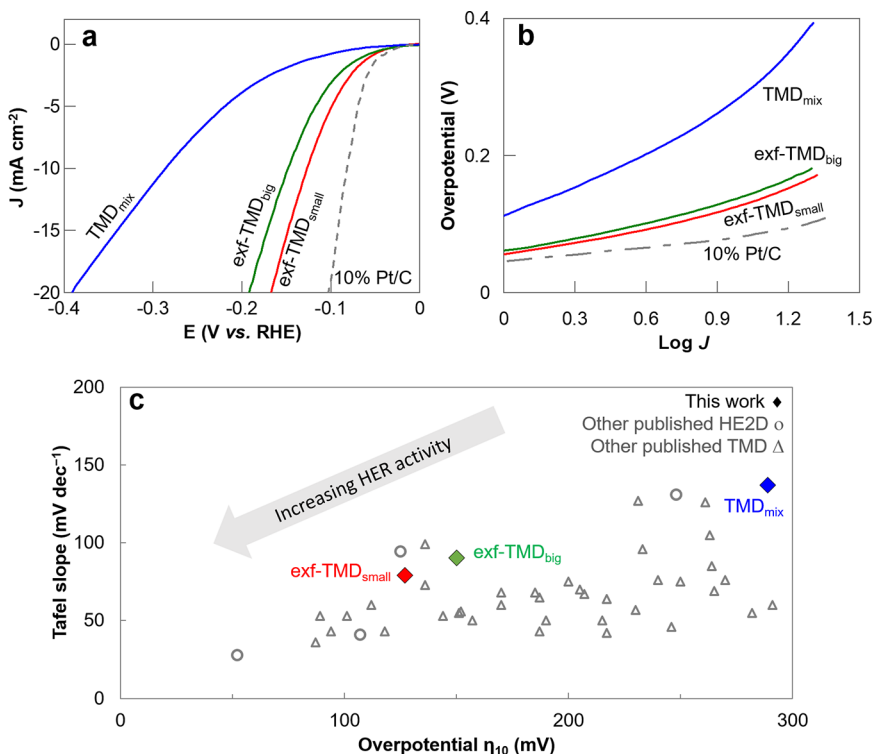 a
J (mA cm⁻²)
0
-5
-10
-15
-20
TMDmix
exf-TMDbig
exf-TMDsmall
10% Pt/C
-0.4
-0.3
-0.2
-0.1
0
E (V vs. RHE)
b
Overpotential (V)
0.4
0.2
0
TMDmix
exf-TMDbig
exf-TMDsmall
10% Pt/C
0
0.3
0.6
0.9
1.2
1.5
Log J
c
Tafel slope (mV dec⁻¹)
200
150
100
50
0
This work ♦
Other published HE2D o
Other published TMD Δ
Increasing HER activity
TMDmix
exf-TMDbig
exf-TMDsmall
0
100
200
300
Overpotential η₁₀ (mV)